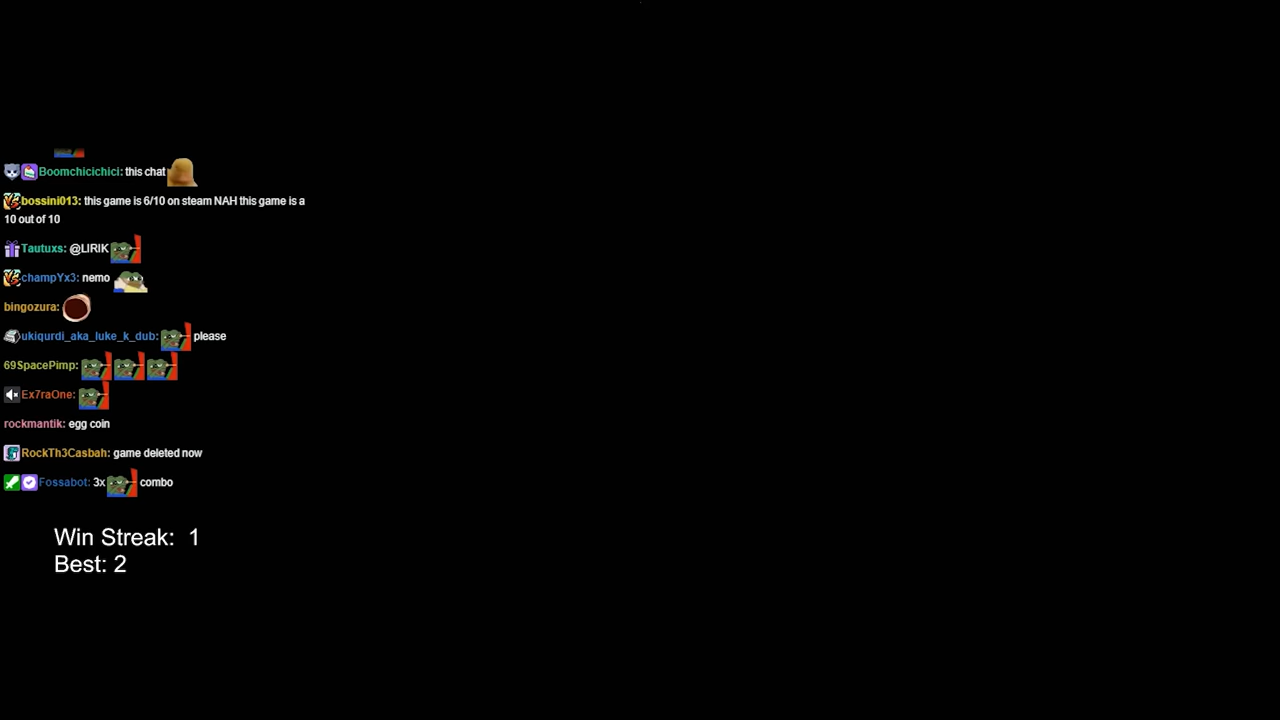 Boomchicichici: this chat
bossini013: this game is 6/10 on steam NAH this game is a
10 out of 10
Tautuxs: @LIRIK
champYx3: nemo
bingozura:
ukiqurdi_aka_luke_k_dub: please
69SpacePimp:
Ex7raOne:
rockmantik: egg coin
RockTh3Casbah: game deleted now
Fossabot: 3x combo
Win Streak: 1
Best: 2